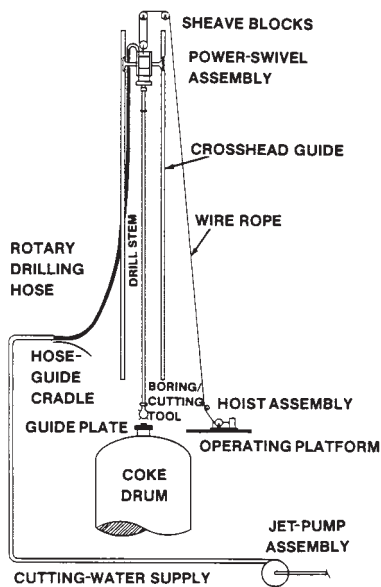 SHEAVE BLOCKS
POWER-SWIVEL
ASSEMBLY
CROSSHEAD GUIDE
WIRE ROPE
DRILL STEM
ROTARY
DRILLING
HOSE
HOSE-
GUIDE
CRADLE
BORING/
CUTTING
TOOL
HOIST ASSEMBLY
GUIDE PLATE
OPERATING PLATFORM
COKE
DRUM
JET-PUMP
ASSEMBLY
CUTTING-WATER SUPPLY